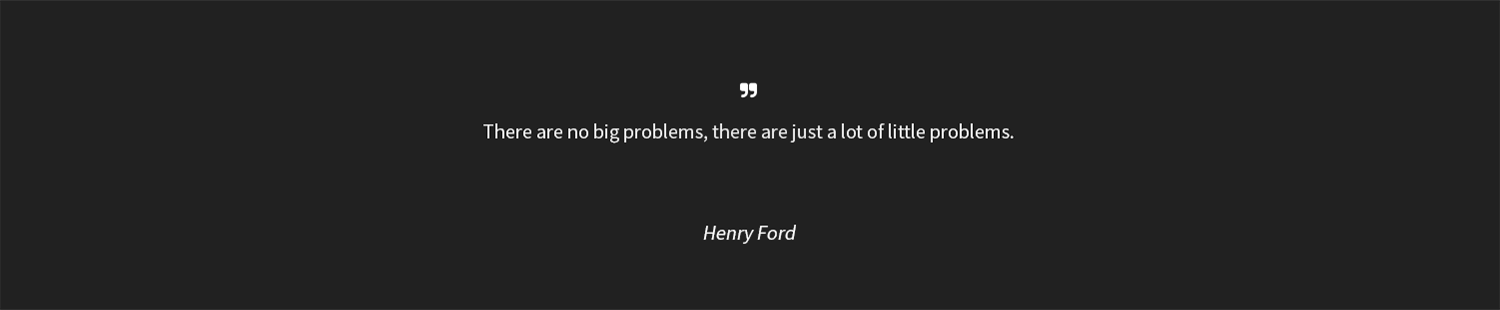 ❞
There are no big problems, there are just a lot of little problems.
Henry Ford